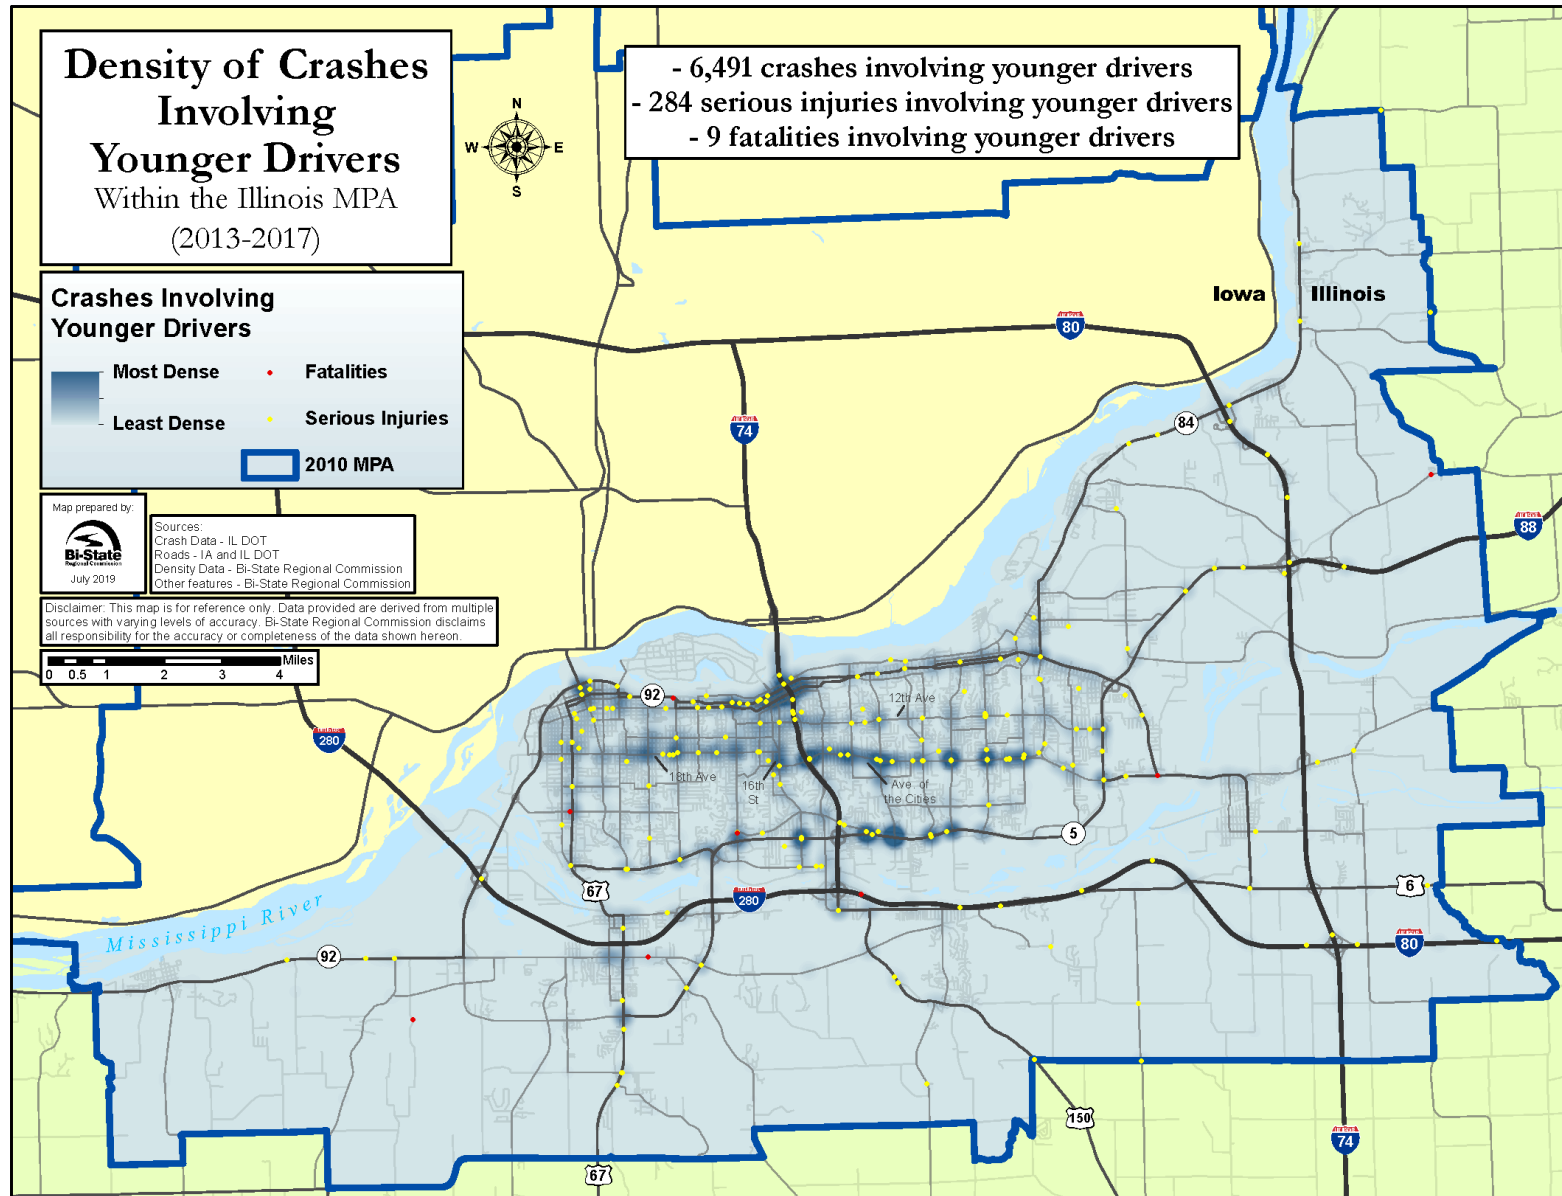 Density of Crashes
Involving
Younger Drivers
Within the Illinois MPA
(2013-2017)
N
W E
S
- 6,491 crashes involving younger drivers
- 284 serious injuries involving younger drivers
- 9 fatalities involving younger drivers
Crashes Involving
Younger Drivers
Most Dense
Fatalities
Least Dense
Serious Injuries
2010 MPA
Map prepared by:
Bi-State
Regional Commission
July 2019
Sources:
Crash Data - IL DOT
Roads - IA and IL DOT
Density Data - Bi-State Regional Commission
Other features - Bi-State Regional Commission
Disclaimer: This map is for reference only. Data provided are derived from multiple
sources with varying levels of accuracy. Bi-State Regional Commission disclaims
all responsibility for the accuracy or completeness of the data shown hereon.
Miles
0 0.5 1 2 3 4
Iowa Illinois
80
74
84
88
92
12th Ave
280
18th Ave
16th
St
Ave. of
the Cities
5
67
280
6
Mississippi River
92
80
150
74
67